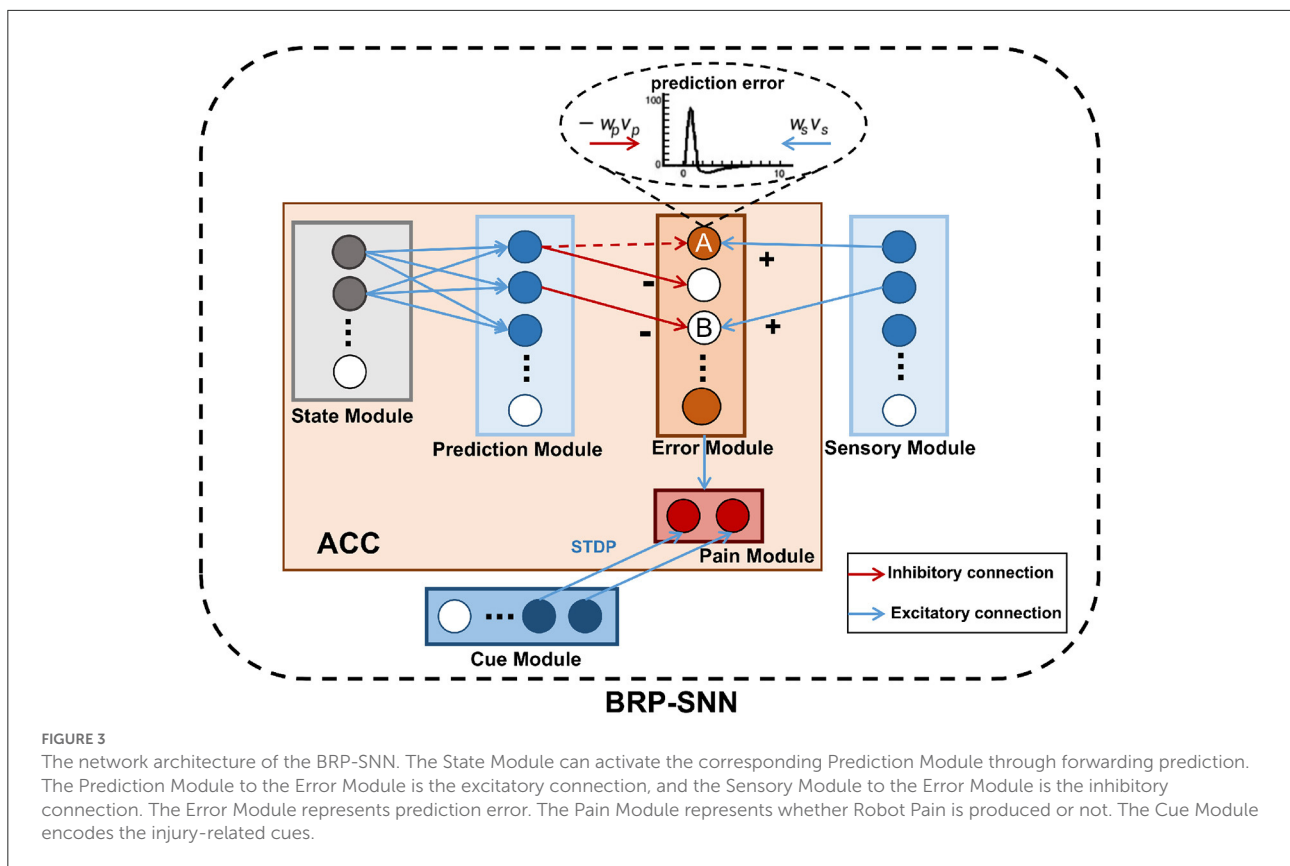 prediction error
100
0
0
10
− wₚvₚ
wₛvₛ
A
+
-
B
-
+
State Module
Prediction Module
Error Module
Sensory Module
ACC
STDP
Pain Module
Inhibitory connection
Excitatory connection
Cue Module
BRP-SNN
FIGURE 3
The network architecture of the BRP-SNN. The State Module can activate the corresponding Prediction Module through forwarding prediction.
The Prediction Module to the Error Module is the excitatory connection, and the Sensory Module to the Error Module is the inhibitory
connection. The Error Module represents prediction error. The Pain Module represents whether Robot Pain is produced or not. The Cue Module
encodes the injury-related cues.